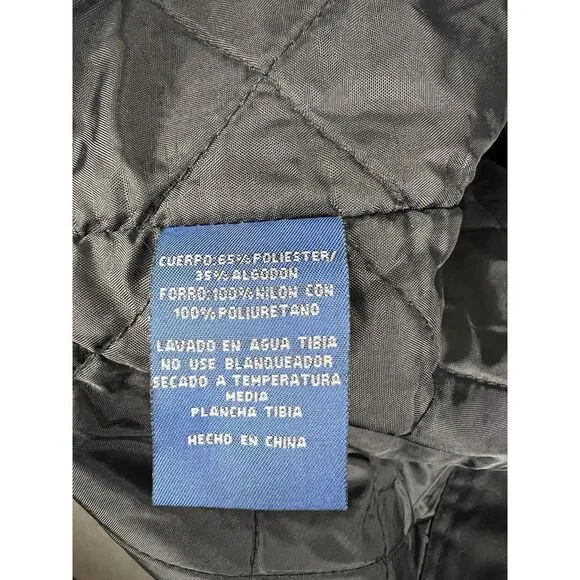 CUERPO:65%POLIESTER/
35%ALGODON
FORRO:100%NILON CON
100%POLIURETANO
LAVADO EN AGUA TIBIA
NO USE BLANQUEADOR
SECADO A TEMPERATURA
MEDIA
PLANCHA TIBIA
HECHO EN CHINA